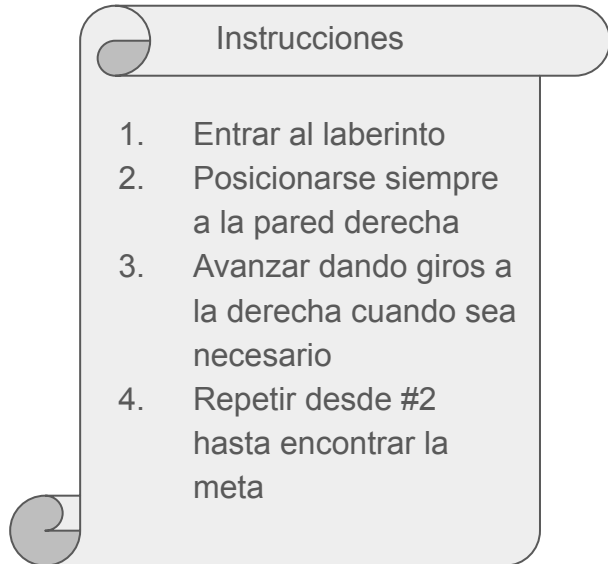 Instrucciones
1. Entrar al laberinto
2. Posicionarse siempre
a la pared derecha
3. Avanzar dando giros a
la derecha cuando sea
necesario
4. Repetir desde #2
hasta encontrar la
meta